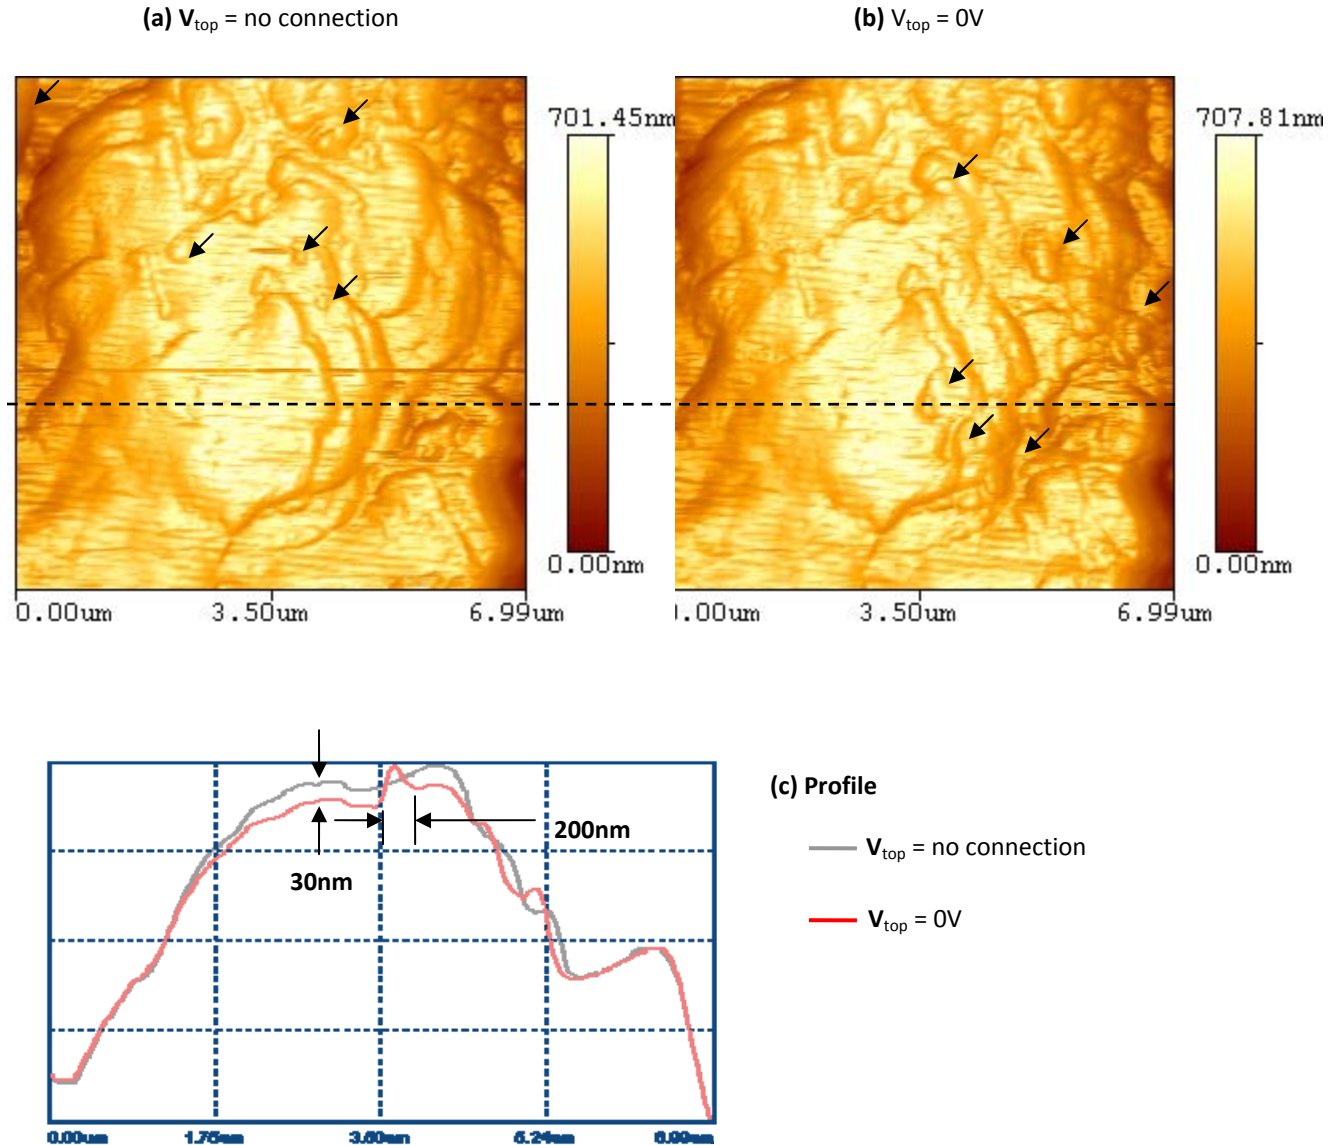 (a) Vtop = no connection
(b) Vtop = 0V
701.45nm
0.00nm
0.00um 3.50um 6.99um
707.81nm
0.00nm
.00um 3.50um 6.99um
30nm
200nm
(c) Profile
Vtop = no connection
Vtop = 0V
0.00um 1.75um 3.50um 5.24um 6.99um